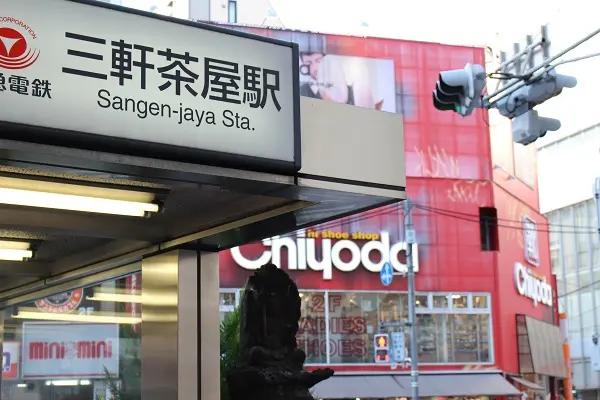 CORPORATION
急電鉄
三軒茶屋駅
Sangen-jaya Sta.
shoe shop
Chiyoda
Chiyoda
2F
LADIES
SHOES
MINI MINI